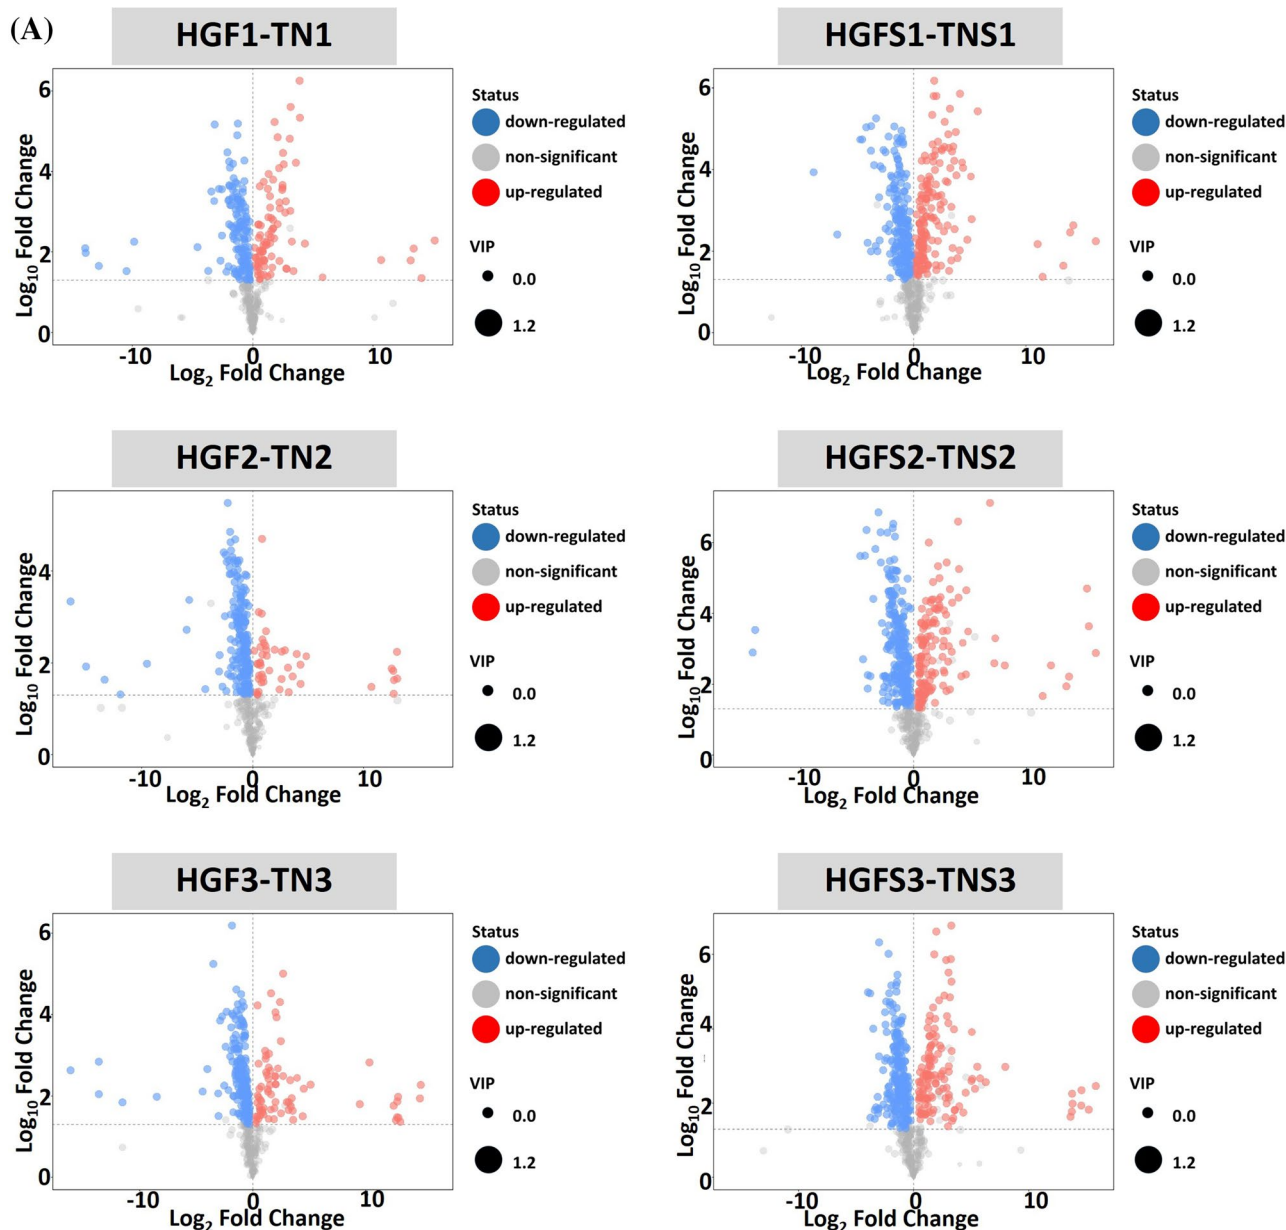 (A)
HGF1-TN1
Log10 Fold Change
6
4
2
0
-10
0
10
Log2 Fold Change
Status
down-regulated
non-significant
up-regulated
VIP
0.0
1.2
HGFS1-TNS1
Log10 Fold Change
6
4
2
0
-10
0
10
Log2 Fold Change
Status
down-regulated
non-significant
up-regulated
VIP
0.0
1.2
HGF2-TN2
Log10 Fold Change
4
2
0
-10
0
10
Log2 Fold Change
Status
down-regulated
non-significant
up-regulated
VIP
0.0
1.2
HGFS2-TNS2
Log10 Fold Change
6
4
2
0
-10
0
10
Log2 Fold Change
Status
down-regulated
non-significant
up-regulated
VIP
0.0
1.2
HGF3-TN3
Log10 Fold Change
6
4
2
0
-10
0
10
Log2 Fold Change
Status
down-regulated
non-significant
up-regulated
VIP
0.0
1.2
HGFS3-TNS3
Log10 Fold Change
6
4
2
0
-10
0
10
Log2 Fold Change
Status
down-regulated
non-significant
up-regulated
VIP
0.0
1.2